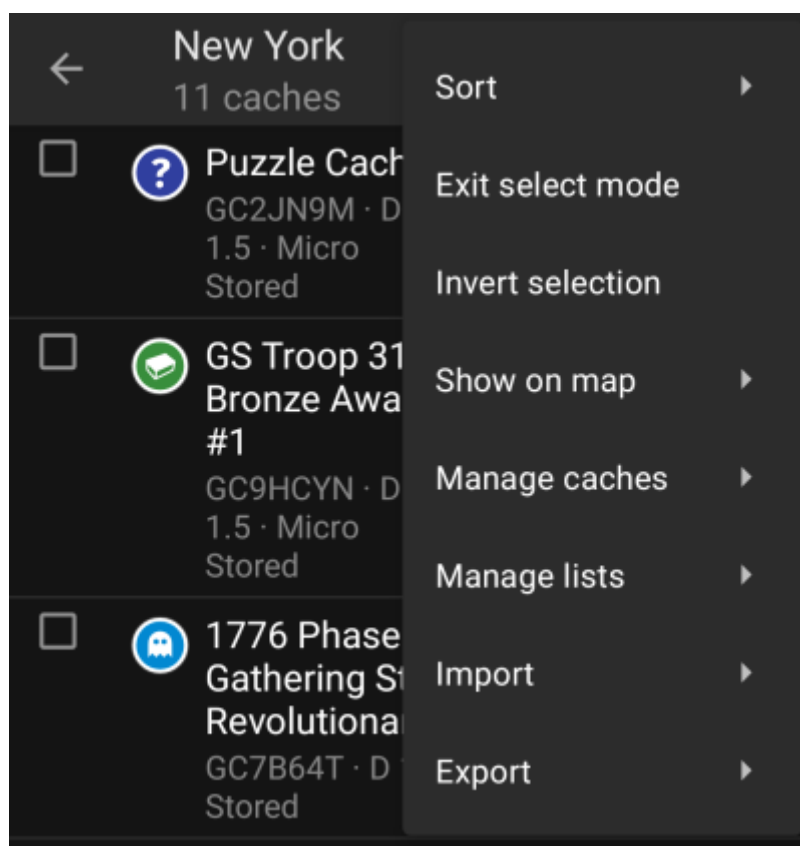 New York
11 caches
Puzzle Cach
GC2JN9M · D
1.5 · Micro
Stored
GS Troop 31
Bronze Awa
#1
GC9HCYN · D
1.5 · Micro
Stored
1776 Phase
Gathering St
Revolutiona
GC7B64T · D
Stored
Sort
Exit select mode
Invert selection
Show on map
Manage caches
Manage lists
Import
Export